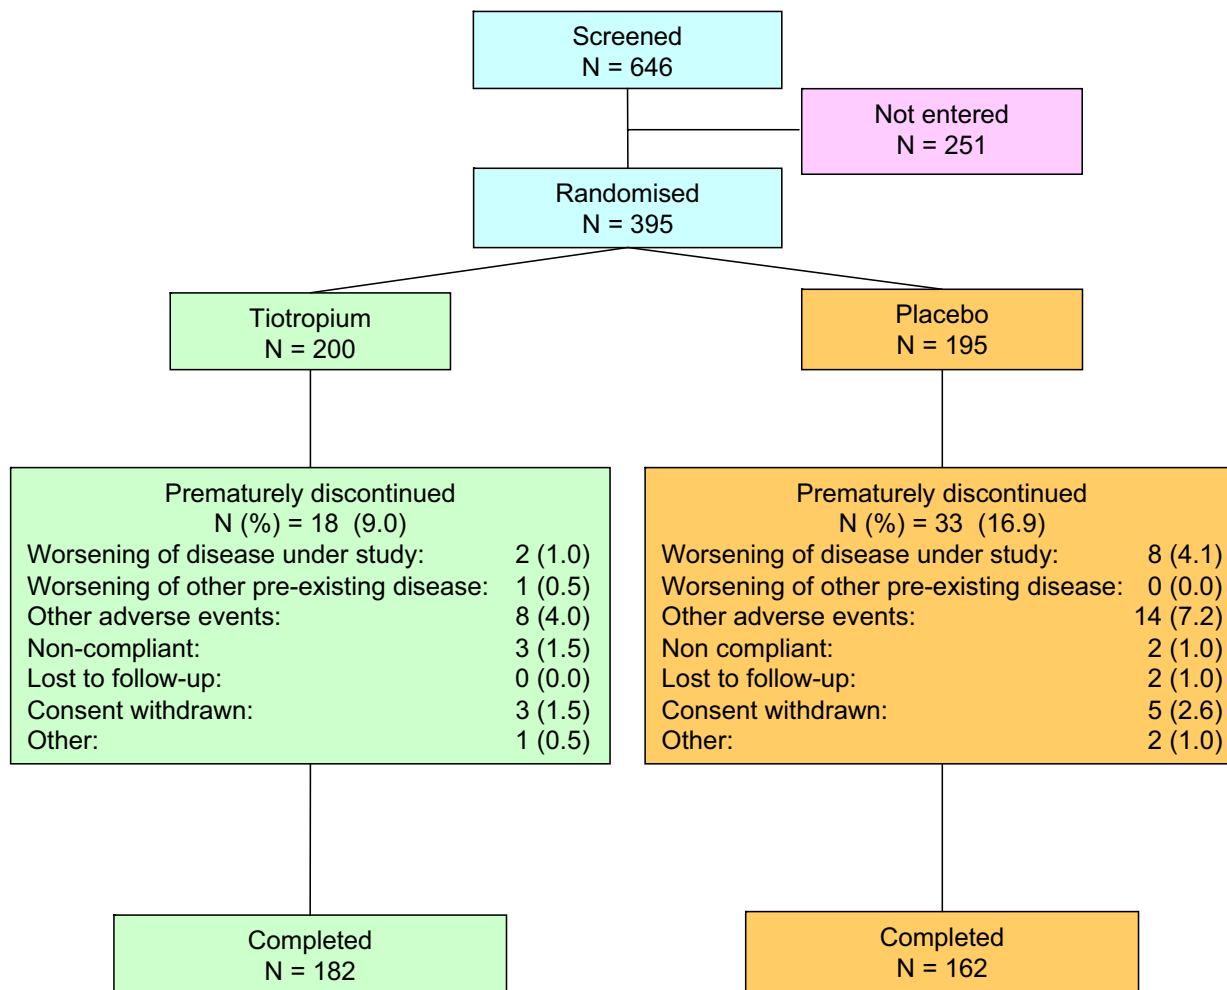 Screened
N = 646
Not entered
N = 251
Randomised
N = 395
Tiotropium
N = 200
Placebo
N = 195
Prematurely discontinued
N (%) = 18 (9.0)
Worsening of disease under study: 2 (1.0)
Worsening of other pre-existing disease: 1 (0.5)
Other adverse events: 8 (4.0)
Non-compliant: 3 (1.5)
Lost to follow-up: 0 (0.0)
Consent withdrawn: 3 (1.5)
Other: 1 (0.5)
Prematurely discontinued
N (%) = 33 (16.9)
Worsening of disease under study: 8 (4.1)
Worsening of other pre-existing disease: 0 (0.0)
Other adverse events: 14 (7.2)
Non compliant: 2 (1.0)
Lost to follow-up: 2 (1.0)
Consent withdrawn: 5 (2.6)
Other: 2 (1.0)
Completed
N = 182
Completed
N = 162